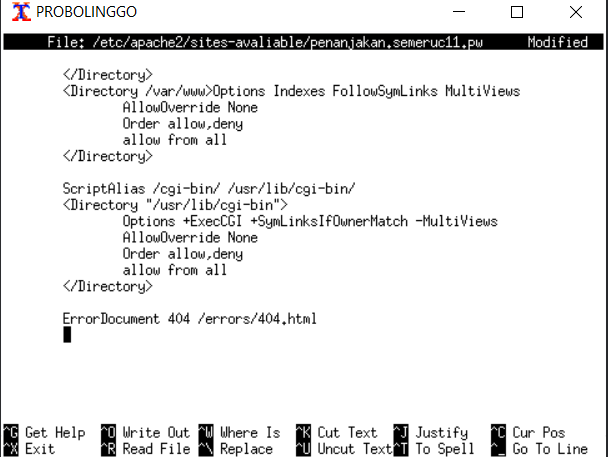 PROBOLINGGO
File: /etc/apache2/sites-avaliable/penanjakan.semeruc11.pw Modified
</Directory>
<Directory /var/www>Options Indexes FollowSymLinks MultiViews
AllowOverride None
Order allow,deny
allow from all
</Directory>
ScriptAlias /cgi-bin/ /usr/lib/cgi-bin/
<Directory "/usr/lib/cgi-bin">
Options +ExecCGI +SymLinksIfOwnerMatch -MultiViews
AllowOverride None
Order allow,deny
allow from all
</Directory>
ErrorDocument 404 /errors/404.html
^G Get Help ^O Write Out ^W Where Is ^K Cut Text ^J Justify ^C Cur Pos
^X Exit ^R Read File ^\ Replace ^U Uncut Text ^T To Spell ^_ Go To Line